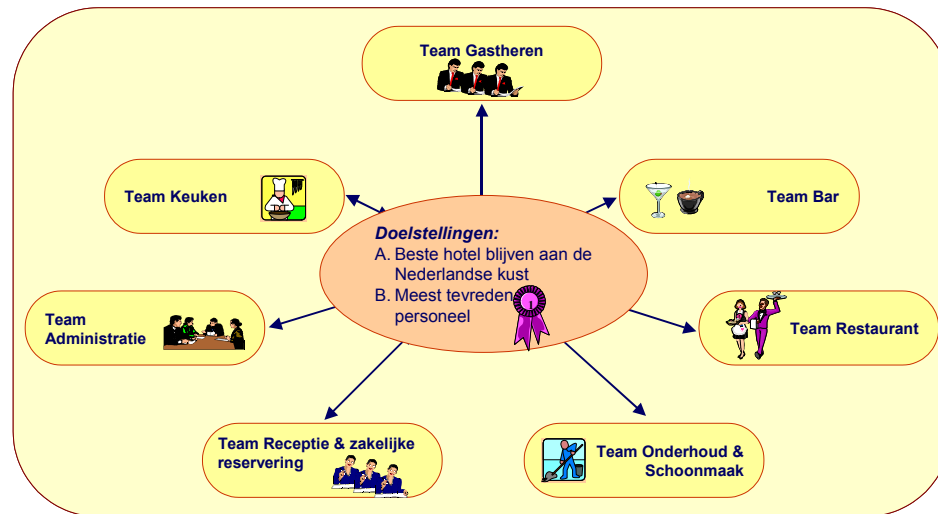 Team Gastheren
Team Keuken
Team Bar
Doelstellingen:
A. Beste hotel blijven aan de
Nederlandse kust
B. Meest tevreden
personeel
Team
Administratie
Team Restaurant
Team Receptie & zakelijke
reservering
Team Onderhoud &
Schoonmaak